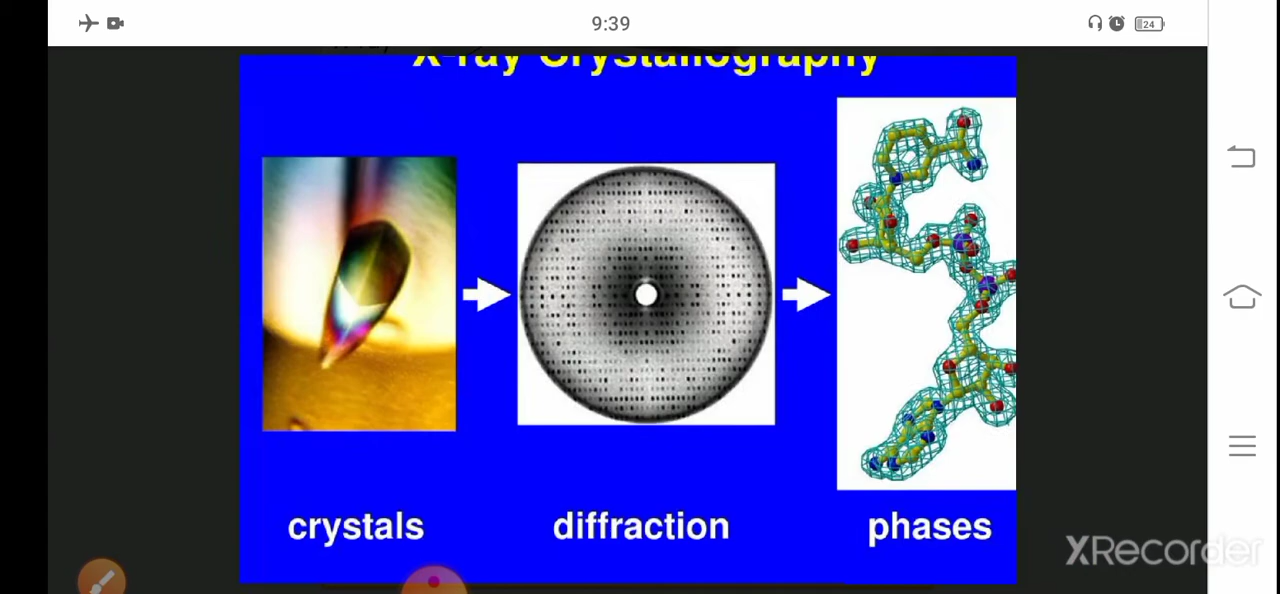 9:39
24
X-ray Crystallography
crystals
diffraction
phases
XRecorder